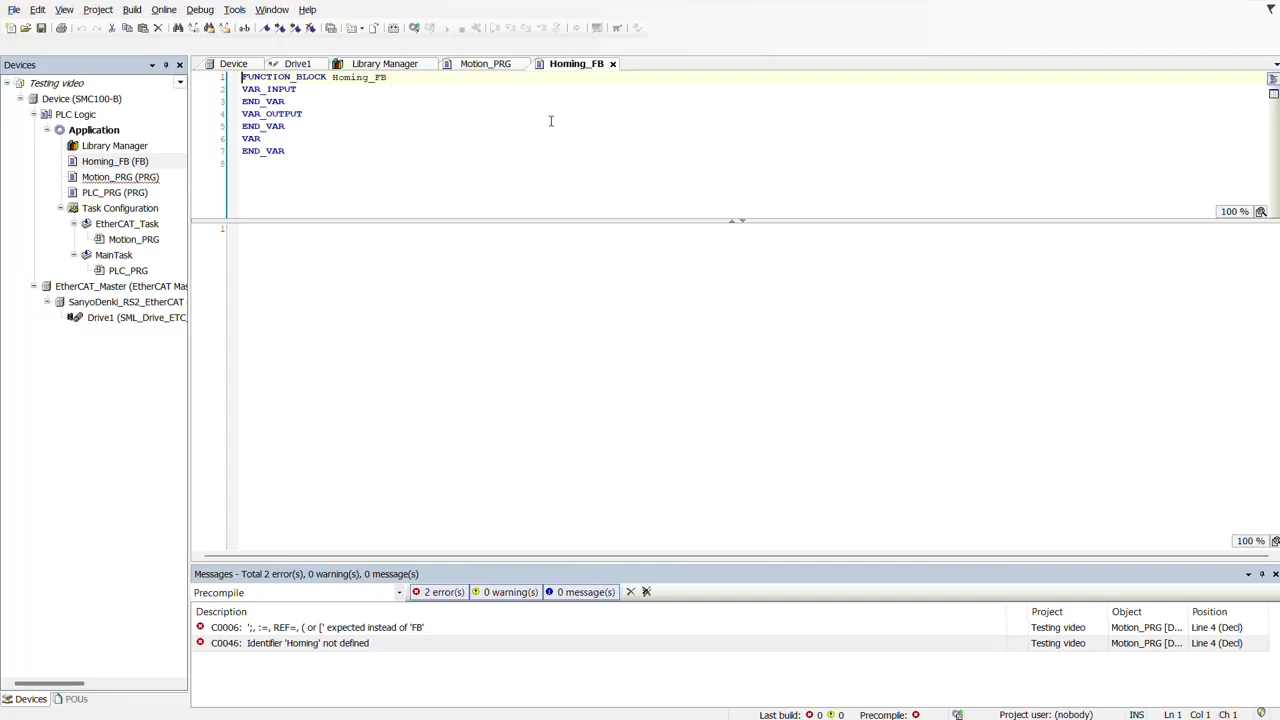 File Edit View Project Build Online Debug Tools Window Help
Devices
Testing video
Device (SMC100-B)
PLC Logic
Application
Library Manager
Homing_FB (FB)
Motion_PRG (PRG)
PLC_PRG (PRG)
Task Configuration
EtherCAT_Task
Motion_PRG
MainTask
PLC_PRG
EtherCAT_Master (EtherCAT Mas
SanyoDenki_RS2_EtherCAT
Drive1 (SML_Drive_ETC_
Devices POUs
Device Drive1 Library Manager Motion_PRG Homing_FB
1 FUNCTION_BLOCK Homing_FB
2 VAR_INPUT
3 END_VAR
4 VAR_OUTPUT
5 END_VAR
6 VAR
7 END_VAR
8
100 %
1
100 %
Messages - Total 2 error(s), 0 warning(s), 0 message(s)
Precompile 2 error(s) 0 warning(s) 0 message(s)
Description Project Object Position
C0006: ';, :=, REF=, ( or [' expected instead of 'FB' Testing video Motion_PRG [D... Line 4 (Decl)
C0046: Identifier 'Homing' not defined Testing video Motion_PRG [D... Line 4 (Decl)
Last build: 0 0 Precompile: Project user: (nobody) INS Ln 1 Col 1 Ch 1